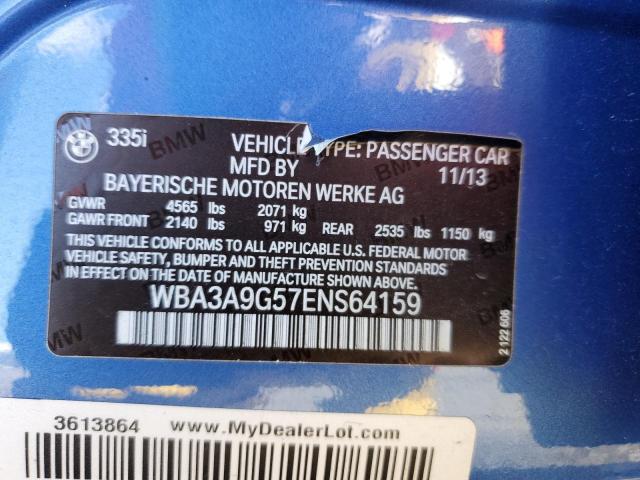 335i VEHICLE TYPE: PASSENGER CAR
MFD BY 11/13
BAYERISCHE MOTOREN WERKE AG
GVWR 4565 lbs 2071 kg
GAWR FRONT 2140 lbs 971 kg REAR 2535 lbs 1150 kg
THIS VEHICLE CONFORMS TO ALL APPLICABLE U.S. FEDERAL MOTOR
VEHICLE SAFETY, BUMPER AND THEFT PREVENTION STANDARDS
IN EFFECT ON THE DATE OF MANUFACTURE SHOWN ABOVE.
WBA3A9G57ENS64159
2 122 606
3613864 www.MyDealerLot.com